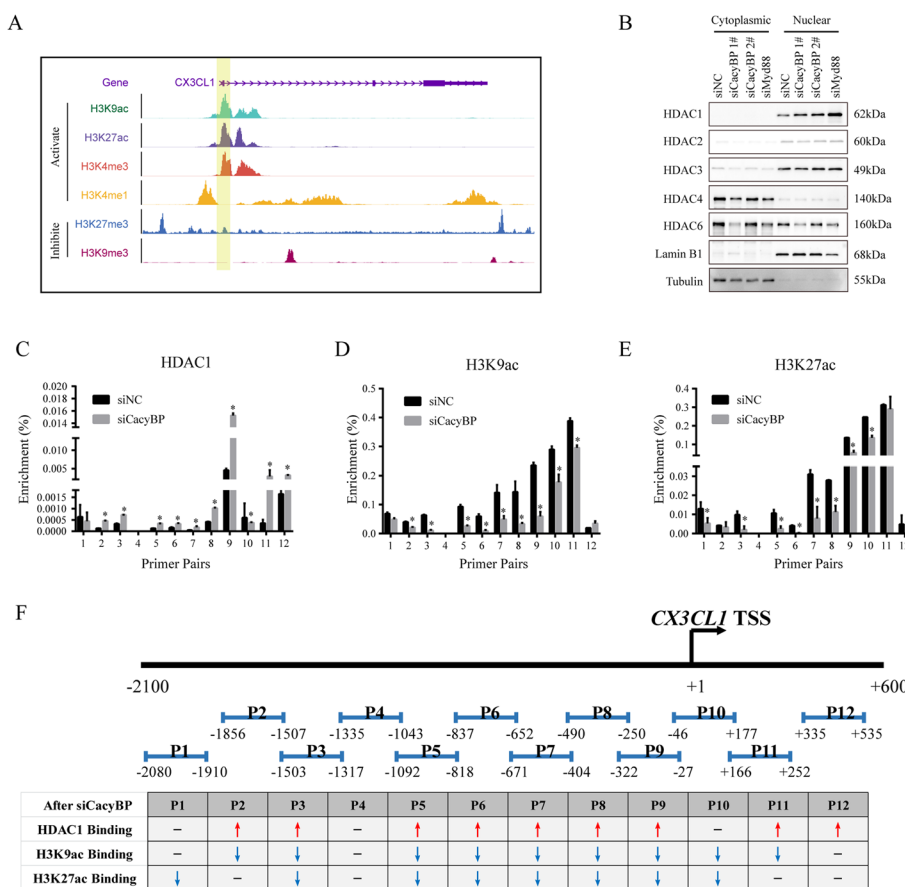 A
Gene
CX3CL1
Activate
H3K9ac
H3K27ac
H3K4me3
H3K4me1
Inhibite
H3K27me3
H3K9me3
B
Cytoplasmic Nuclear
siNC siCacyBP 1# siCacyBP 2# siMyd88 siNC siCacyBP 1# siCacyBP 2# siMyd88
HDAC1 62kDa
HDAC2 60kDa
HDAC3 49kDa
HDAC4 140kDa
HDAC6 160kDa
Lamin B1 68kDa
Tubulin 55kDa
C
HDAC1
Enrichment (%)
0.020
0.018
0.016
0.014
0.010
0.005
0.0015
0.0010
0.0005
0.0000
siNC
siCacyBP
* * * * * * * * * *
1 2 3 4 5 6 7 8 9 10 11 12
Primer Pairs
D
H3K9ac
Enrichment (%)
0.5
0.4
0.3
0.2
0.1
0.0
siNC
siCacyBP
* * * * * * * * *
1 2 3 4 5 6 7 8 9 10 11 12
Primer Pairs
E
H3K27ac
Enrichment (%)
0.4
0.3
0.2
0.1
0.04
0.03
0.02
0.01
0.00
siNC
siCacyBP
* * * * * * * *
1 2 3 4 5 6 7 8 9 10 11 12
Primer Pairs
F
CX3CL1 TSS
-2100 +1 +600
P2 P4 P6 P8 P10 P12
-1856 -1507 -1335 -1043 -837 -652 -490 -250 -46 +177 +335 +535
P1 P3 P5 P7 P9 P11
-2080 -1910 -1503 -1317 -1092 -818 -671 -404 -322 -27 +166 +252
After siCacyBP P1 P2 P3 P4 P5 P6 P7 P8 P9 P10 P11 P12
HDAC1 Binding – ↑ ↑ – ↑ ↑ ↑ ↑ ↑ – ↑ ↑
H3K9ac Binding – ↓ ↓ – ↓ ↓ ↓ ↓ ↓ ↓ ↓ –
H3K27ac Binding ↓ – ↓ – ↓ ↓ ↓ ↓ ↓ ↓ – –